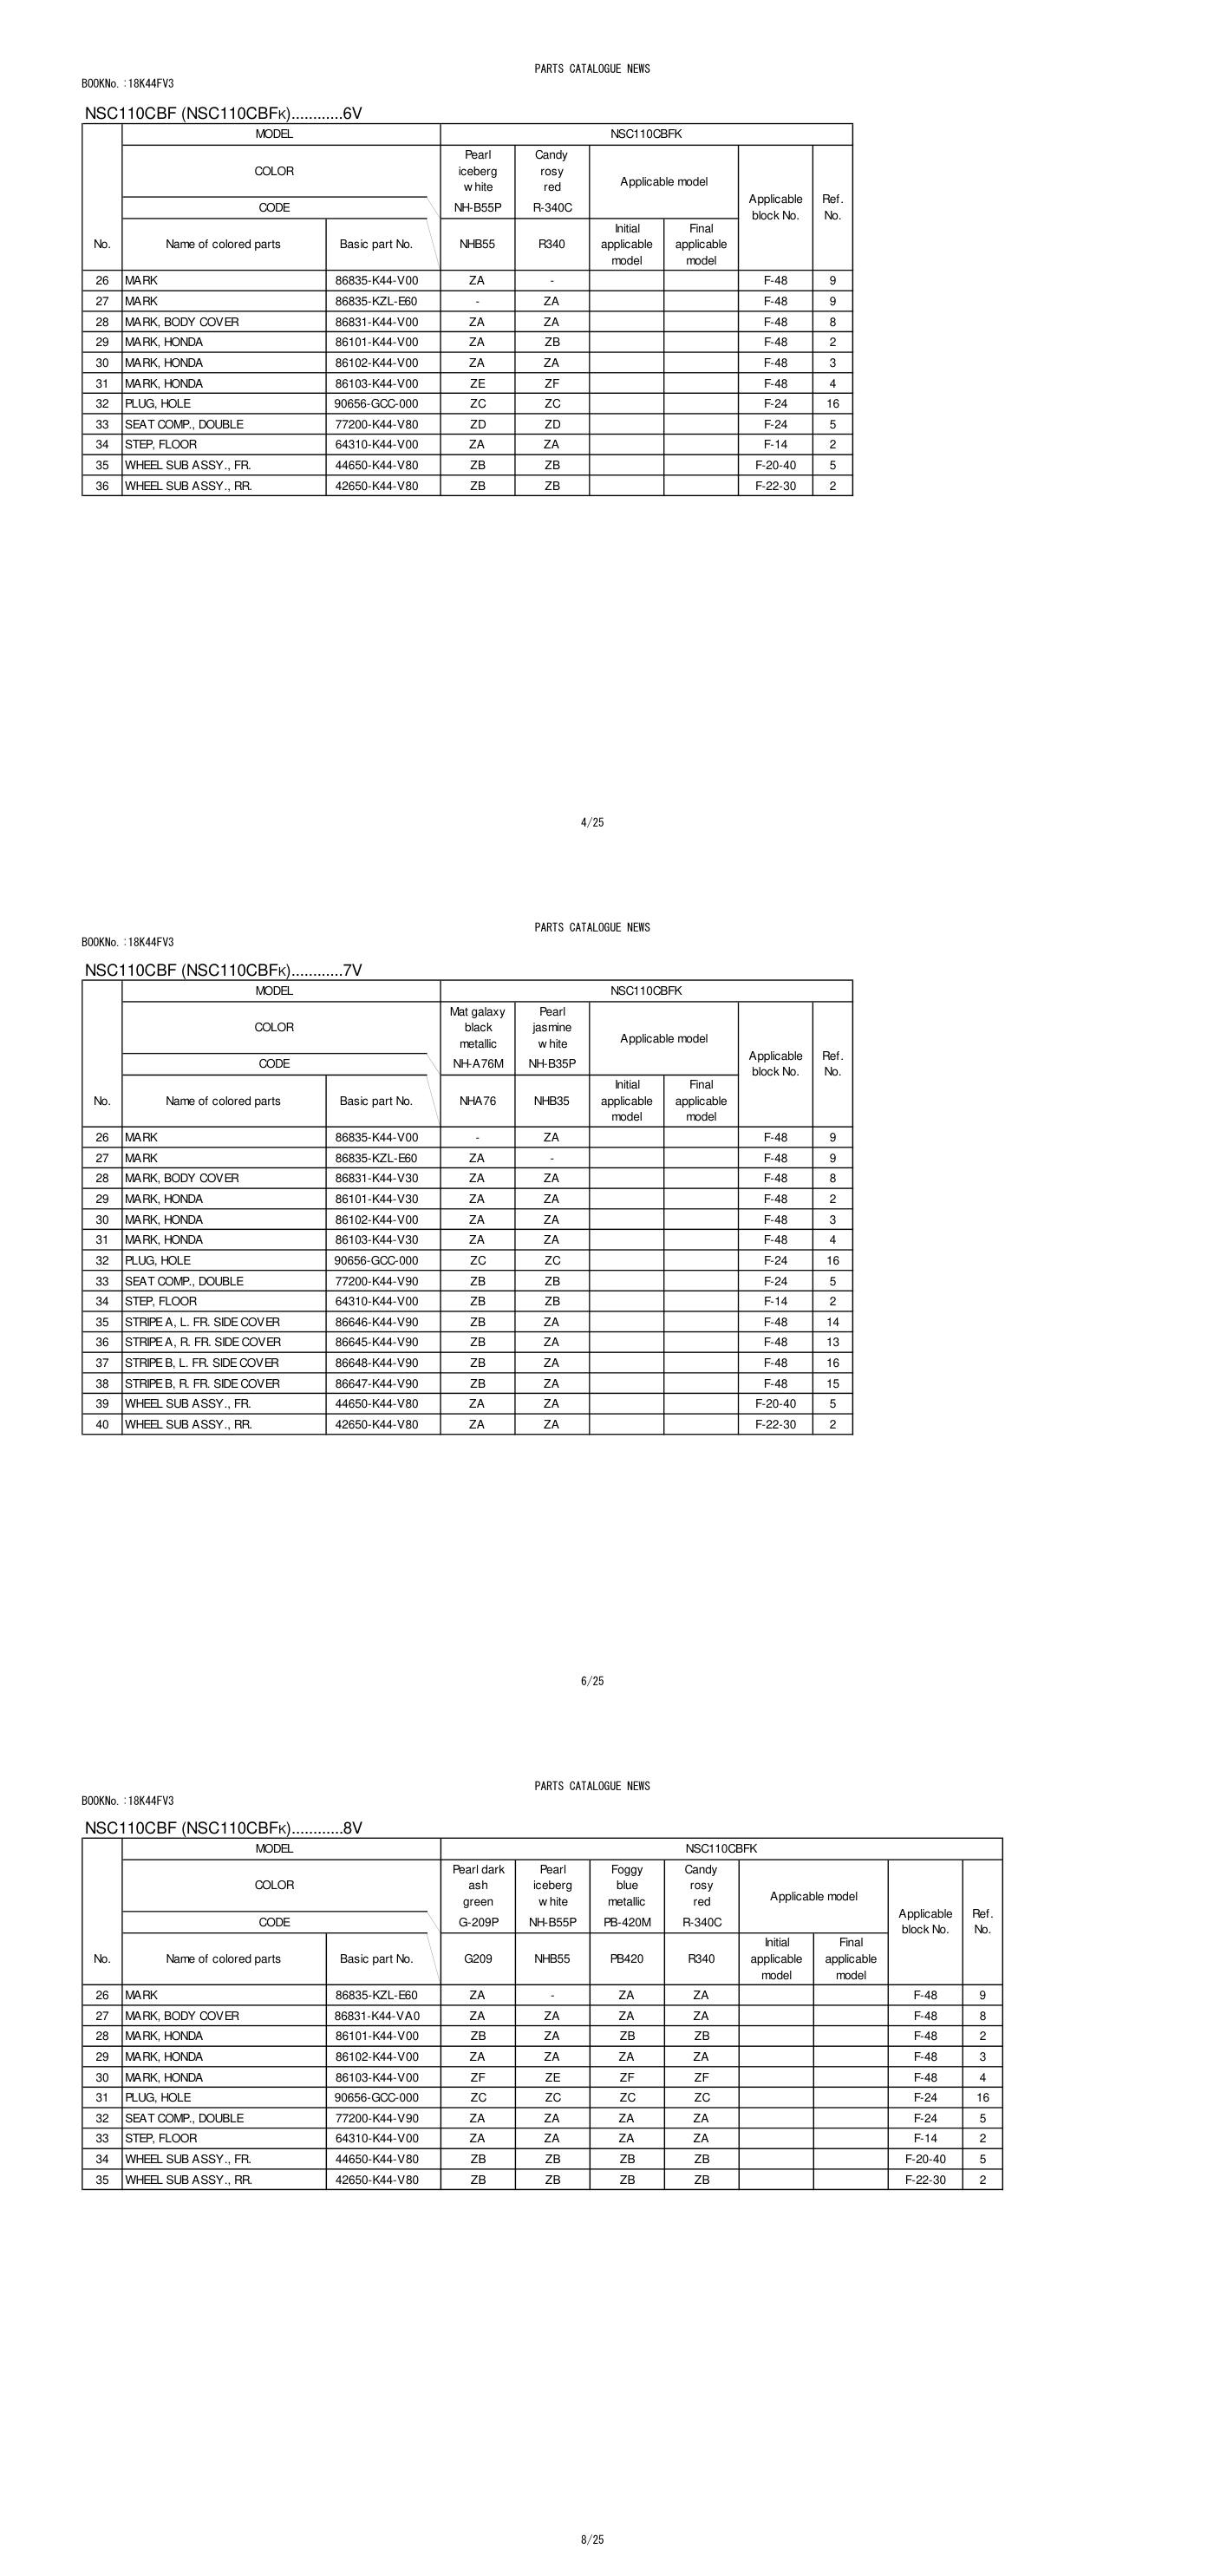 PARTS CATALOGUE NEWS
BOOKNo. :18K44FV3
NSC110CBF (NSC110CBFK)............6V
MODEL NSC110CBFK
COLOR Pearl iceberg white Candy rosy red Applicable model Applicable block No. Ref. No.
CODE NH-B55P R-340C
No. Name of colored parts Basic part No. NHB55 R340 Initial applicable model Final applicable model
26 MARK 86835-K44-V00 ZA - F-48 9
27 MARK 86835-KZL-E60 - ZA F-48 9
28 MARK, BODY COVER 86831-K44-V00 ZA ZA F-48 8
29 MARK, HONDA 86101-K44-V00 ZA ZB F-48 2
30 MARK, HONDA 86102-K44-V00 ZA ZA F-48 3
31 MARK, HONDA 86103-K44-V00 ZE ZF F-48 4
32 PLUG, HOLE 90656-GCC-000 ZC ZC F-24 16
33 SEAT COMP., DOUBLE 77200-K44-V80 ZD ZD F-24 5
34 STEP, FLOOR 64310-K44-V00 ZA ZA F-14 2
35 WHEEL SUB ASSY., FR. 44650-K44-V80 ZB ZB F-20-40 5
36 WHEEL SUB ASSY., RR. 42650-K44-V80 ZB ZB F-22-30 2
4/25
PARTS CATALOGUE NEWS
BOOKNo. :18K44FV3
NSC110CBF (NSC110CBFK)............7V
MODEL NSC110CBFK
COLOR Mat galaxy black metallic Pearl jasmine white Applicable model Applicable block No. Ref. No.
CODE NH-A76M NH-B35P
No. Name of colored parts Basic part No. NHA76 NHB35 Initial applicable model Final applicable model
26 MARK 86835-K44-V00 - ZA F-48 9
27 MARK 86835-KZL-E60 ZA - F-48 9
28 MARK, BODY COVER 86831-K44-V30 ZA ZA F-48 8
29 MARK, HONDA 86101-K44-V30 ZA ZA F-48 2
30 MARK, HONDA 86102-K44-V00 ZA ZA F-48 3
31 MARK, HONDA 86103-K44-V30 ZA ZA F-48 4
32 PLUG, HOLE 90656-GCC-000 ZC ZC F-24 16
33 SEAT COMP., DOUBLE 77200-K44-V90 ZB ZB F-24 5
34 STEP, FLOOR 64310-K44-V00 ZB ZB F-14 2
35 STRIPE A, L. FR. SIDE COVER 86646-K44-V90 ZB ZA F-48 14
36 STRIPE A, R. FR. SIDE COVER 86645-K44-V90 ZB ZA F-48 13
37 STRIPE B, L. FR. SIDE COVER 86648-K44-V90 ZB ZA F-48 16
38 STRIPE B, R. FR. SIDE COVER 86647-K44-V90 ZB ZA F-48 15
39 WHEEL SUB ASSY., FR. 44650-K44-V80 ZA ZA F-20-40 5
40 WHEEL SUB ASSY., RR. 42650-K44-V80 ZA ZA F-22-30 2
6/25
PARTS CATALOGUE NEWS
BOOKNo. :18K44FV3
NSC110CBF (NSC110CBFK)............8V
MODEL NSC110CBFK
COLOR Pearl dark ash green Pearl iceberg white Foggy blue metallic Candy rosy red Applicable model Applicable block No. Ref. No.
CODE G-209P NH-B55P PB-420M R-340C
No. Name of colored parts Basic part No. G209 NHB55 PB420 R340 Initial applicable model Final applicable model
26 MARK 86835-KZL-E60 ZA - ZA ZA F-48 9
27 MARK, BODY COVER 86831-K44-VA0 ZA ZA ZA ZA F-48 8
28 MARK, HONDA 86101-K44-V00 ZB ZA ZB ZB F-48 2
29 MARK, HONDA 86102-K44-V00 ZA ZA ZA ZA F-48 3
30 MARK, HONDA 86103-K44-V00 ZF ZE ZF ZF F-48 4
31 PLUG, HOLE 90656-GCC-000 ZC ZC ZC ZC F-24 16
32 SEAT COMP., DOUBLE 77200-K44-V90 ZA ZA ZA ZA F-24 5
33 STEP, FLOOR 64310-K44-V00 ZA ZA ZA ZA F-14 2
34 WHEEL SUB ASSY., FR. 44650-K44-V80 ZB ZB ZB ZB F-20-40 5
35 WHEEL SUB ASSY., RR. 42650-K44-V80 ZB ZB ZB ZB F-22-30 2
8/25